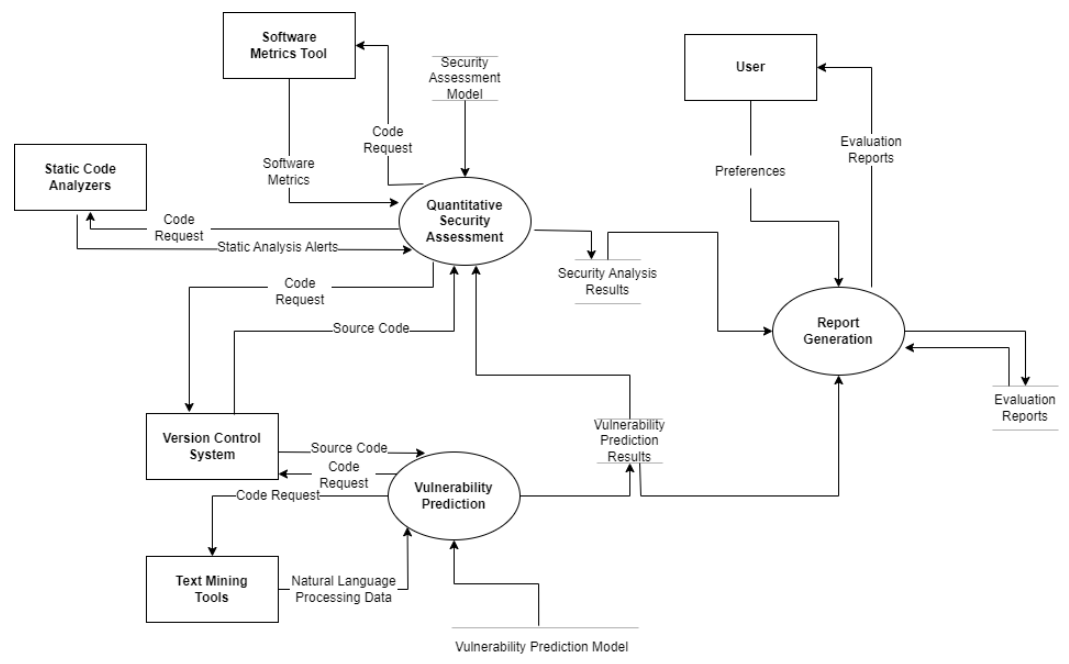 Software
Metrics Tool
Security
Assessment
Model
User
Code
Request
Evaluation
Reports
Static Code
Analyzers
Software
Metrics
Preferences
Quantitative
Security
Assessment
Code
Request
Static Analysis Alerts
Security Analysis
Results
Code
Request
Source Code
Report
Generation
Evaluation
Reports
Version Control
System
Vulnerability
Prediction
Results
Source Code
Code
Request
Vulnerability
Prediction
Code Request
Text Mining
Tools
Natural Language
Processing Data
Vulnerability Prediction Model